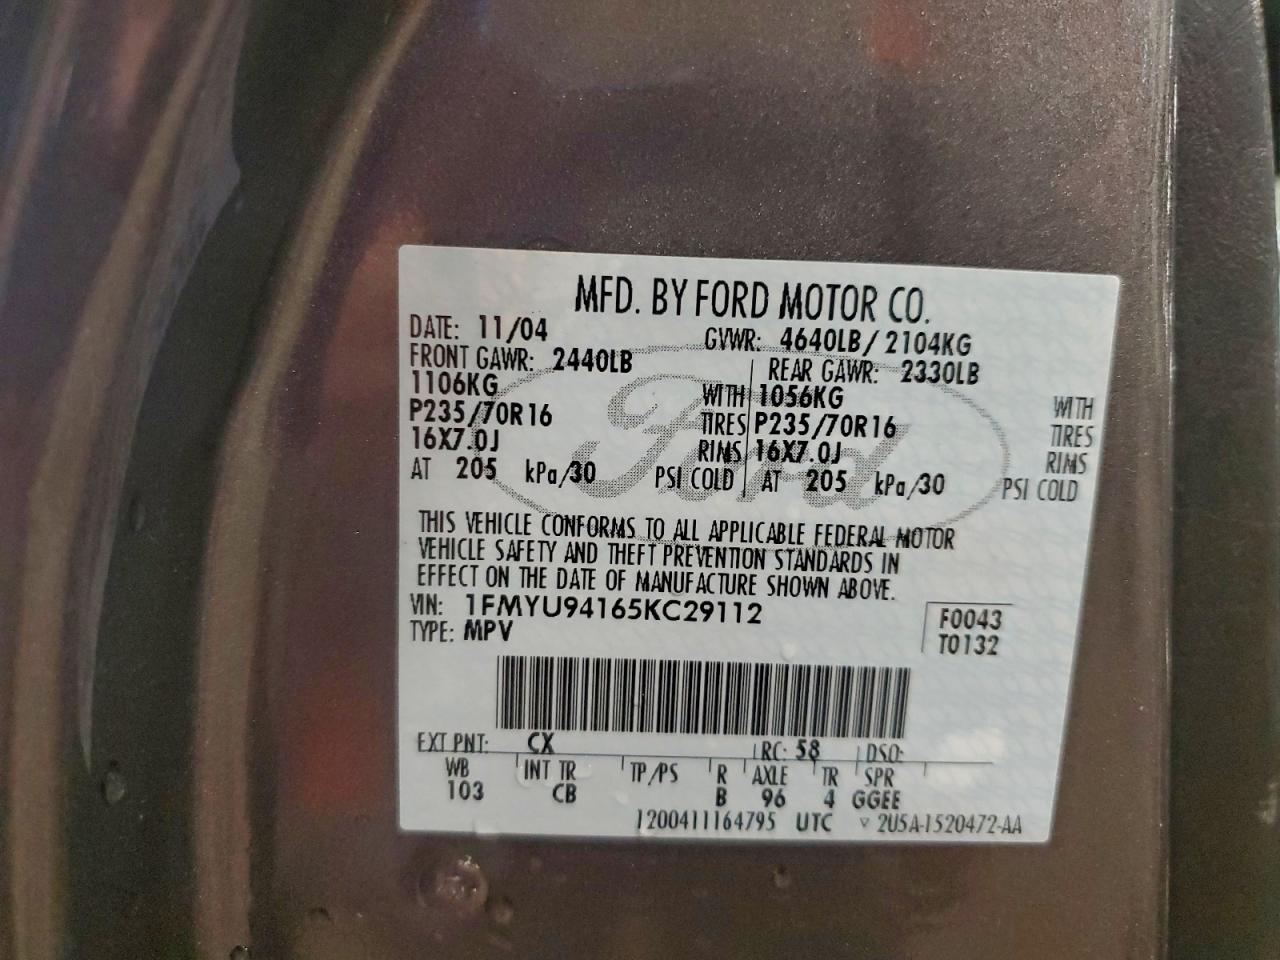 MFD. BY FORD MOTOR CO.
DATE: 11/04 GVWR: 4640LB / 2104KG
FRONT GAWR: 2440LB REAR GAWR: 2330LB
1106KG WITH 1056KG WITH
P235/70R16 TIRES P235/70R16 TIRES
16X7.0J RIMS 16X7.0J RIMS
AT 205 kPa/30 PSI COLD AT 205 kPa/30 PSI COLD
Ford
THIS VEHICLE CONFORMS TO ALL APPLICABLE FEDERAL MOTOR
VEHICLE SAFETY AND THEFT PREVENTION STANDARDS IN
EFFECT ON THE DATE OF MANUFACTURE SHOWN ABOVE.
VIN: 1FMYU94165KC29112 F0043
TYPE: MPV T0132
EXT PNT: CX RC: 58 DSO:
WB INT TR TP/PS R AXLE TR SPR
103 CB B 96 4 GGEE
1200411164795 UTC ▽ 2U5A-1520472-AA